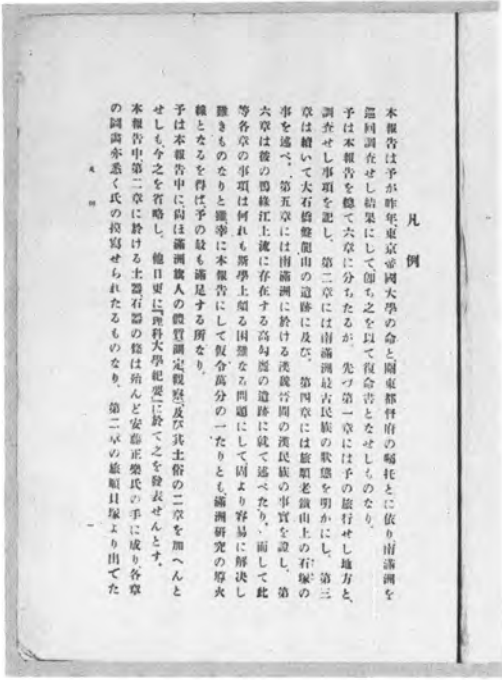 凡例
本報告は予が昨年、東京帝國大學の命と、關東都督府の囑托とに依り、南滿洲を
巡回調査せし結果にして、卽ち之を以て復命書となせしものなり。
予は本報告を總て六章に分ちたるが、先づ第一章には予の旅行せし地方と、
調査せし事項を記し、第二章には南滿洲最古民族の狀態を明かにし、第三
章は續いて大石橋盤龍山の遺跡に及び、第四章には旅順老鐵山上の石塚の
事を述べ、第五章には南滿洲に於ける漢魏晉間の漢民族の事實を證し、第
六章は彼の鴨綠江上流に存在する高勾麗の遺跡に就て述べたり、而して此
等各章の事項は何れも斯學上頗る困難なる問題にして固より容易に解決し
難きものなりと雖、幸に本報告にして假令萬分の一たりとも、滿洲研究の導火
線となるを得ば、予の最も滿足する所なり。
予は本報告中に、尙ほ滿洲旗人の體質測定、觀察、及び其土俗の二章を加へんと
せしも、今之を省略し、他日更に「理科大學紀要」に於て之を發表せんとす。
本報告中、第二章に於ける土器、石器の條は殆んど安藤正樂氏の手に成り、各章
の圖畵亦悉く氏の摸寫せられたるものなり。第二章の旅順貝塚より出でた
凡例
一